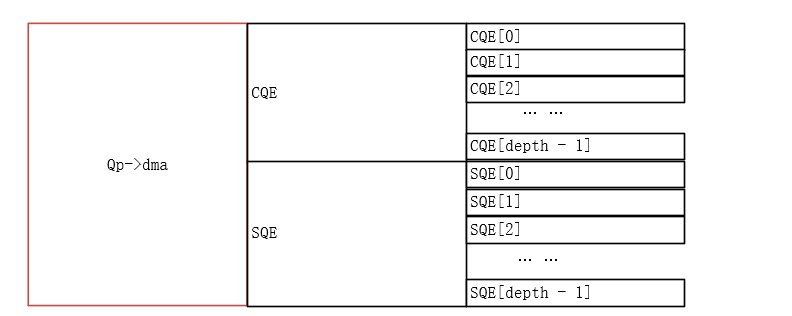 Qp->dma
CQE
CQE[0]
CQE[1]
CQE[2]
... ...
CQE[depth - 1]
SQE
SQE[0]
SQE[1]
SQE[2]
... ...
SQE[depth - 1]